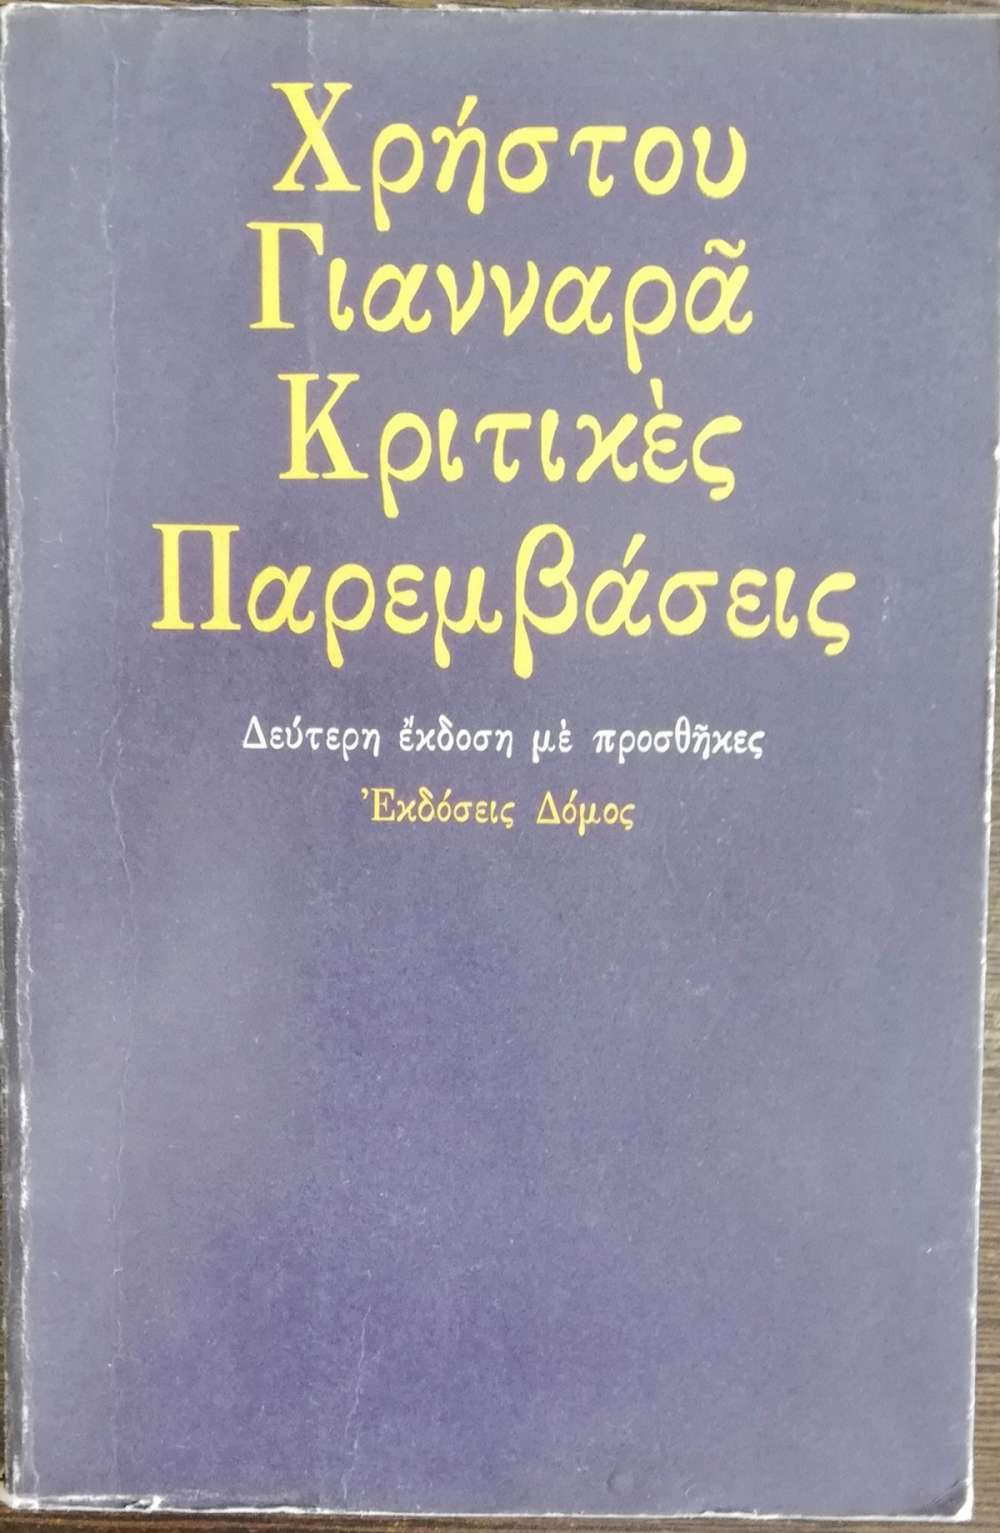 Χρήστου
Γιανναρᾶ
Κριτικὲς
Παρεμβάσεις
Δεύτερη ἔκδοση μὲ προσθῆκες
Ἐκδόσεις Δόμος